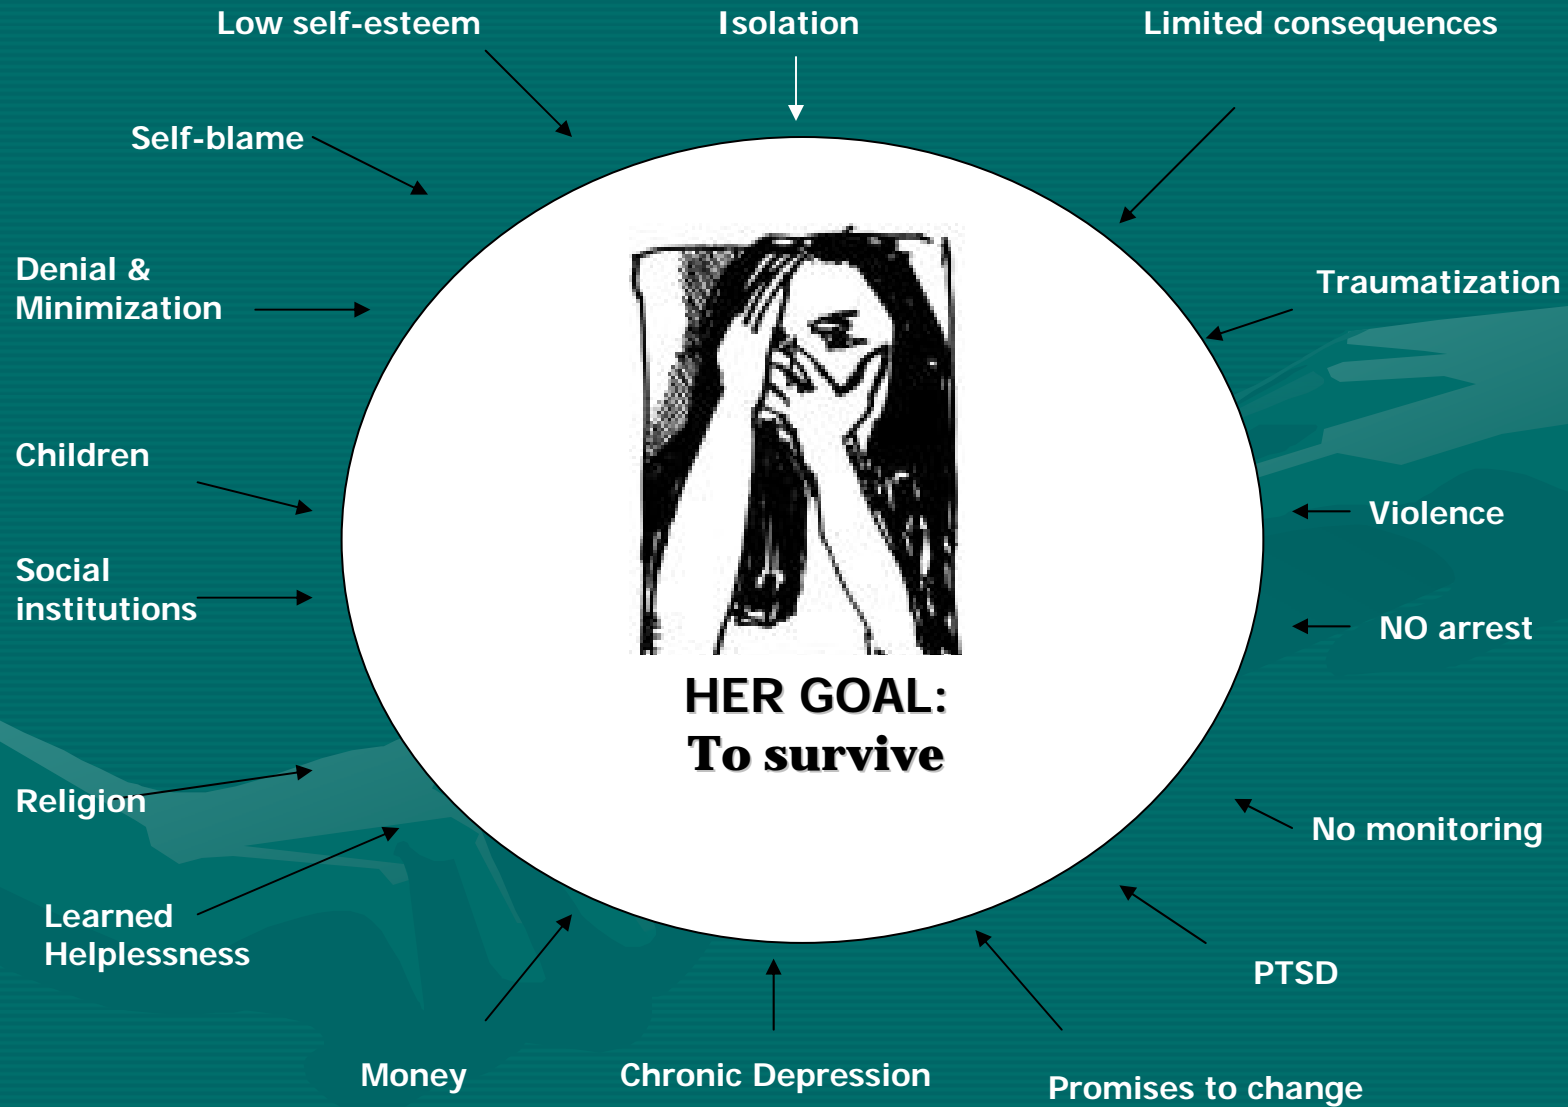 Low self-esteem
Isolation
Limited consequences
Self-blame
Denial &
Minimization
Traumatization
Children
Violence
Social
institutions
NO arrest
HER GOAL:
To survive
Religion
No monitoring
Learned
Helplessness
PTSD
Money
Chronic Depression
Promises to change